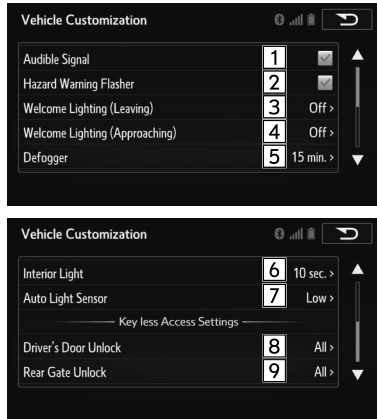 Vehicle Customization
Audible Signal 1
Hazard Warning Flasher 2
Welcome Lighting (Leaving) 3 Off >
Welcome Lighting (Approaching) 4 Off >
Defogger 5 15 min. >
Vehicle Customization
Interior Light 6 10 sec. >
Auto Light Sensor 7 Low >
Key less Access Settings
Driver's Door Unlock 8 All >
Rear Gate Unlock 9 All >